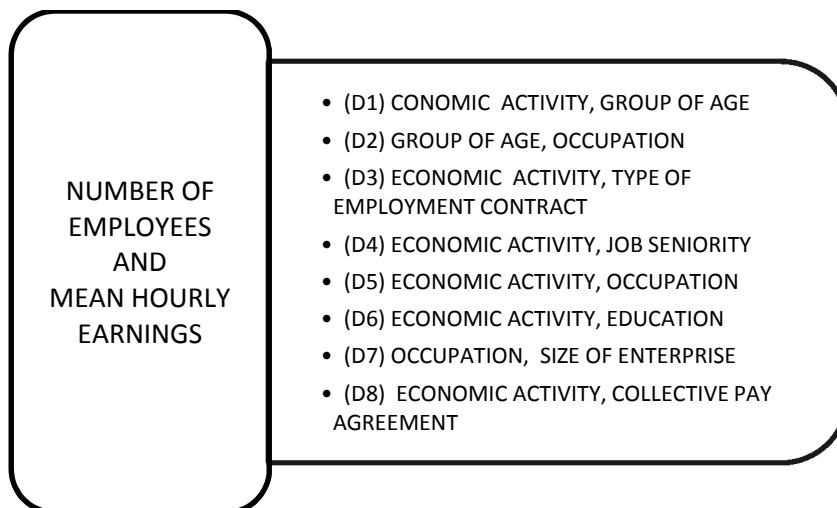 NUMBER OF
EMPLOYEES
AND
MEAN HOURLY
EARNINGS
• (D1) CONOMIC ACTIVITY, GROUP OF AGE
• (D2) GROUP OF AGE, OCCUPATION
• (D3) ECONOMIC ACTIVITY, TYPE OF
EMPLOYMENT CONTRACT
• (D4) ECONOMIC ACTIVITY, JOB SENIORITY
• (D5) ECONOMIC ACTIVITY, OCCUPATION
• (D6) ECONOMIC ACTIVITY, EDUCATION
• (D7) OCCUPATION, SIZE OF ENTERPRISE
• (D8) ECONOMIC ACTIVITY, COLLECTIVE PAY
AGREEMENT